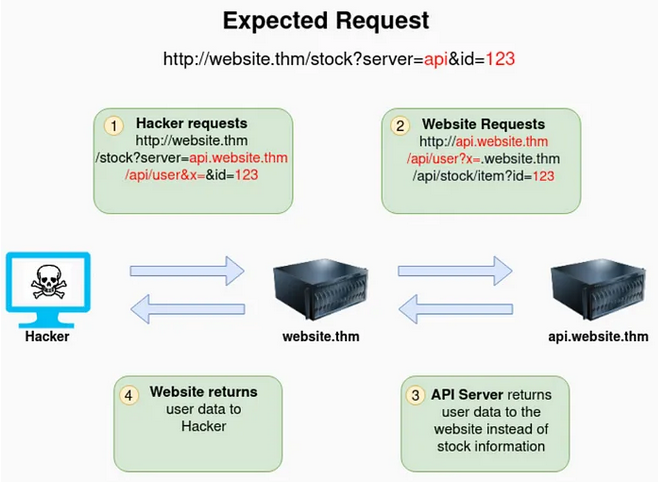 Expected Request
http://website.thm/stock?server=api&id=123
1 Hacker requests
http://website.thm
/stock?server=api.website.thm
/api/user&x=&id=123
2 Website Requests
http://api.website.thm
/api/user?x=.website.thm
/api/stock/item?id=123
Hacker
website.thm
api.website.thm
4 Website returns
user data to
Hacker
3 API Server returns
user data to the
website instead of
stock information